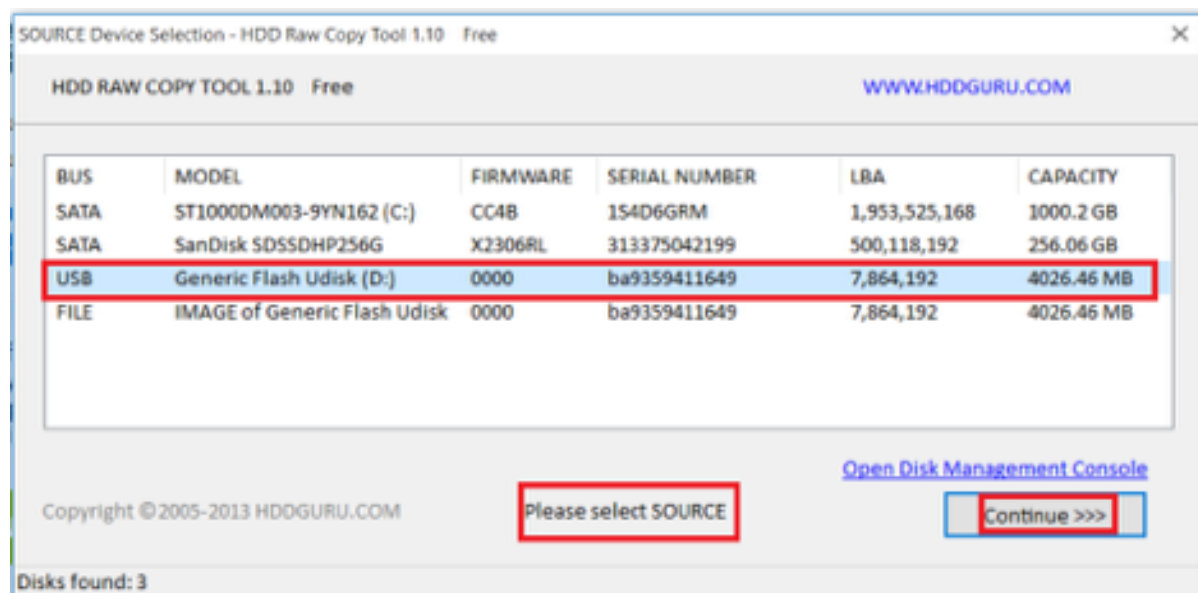 SOURCE Device Selection - HDD Raw Copy Tool 1.10 Free
HDD RAW COPY TOOL 1.10 Free WWW.HDDGURU.COM
BUS MODEL FIRMWARE SERIAL NUMBER LBA CAPACITY
SATA ST1000DM003-9YN162 (C:) CC4B 1S4D6GRM 1,953,525,168 1000.2 GB
SATA SanDisk SDSSDHP256G X2306RL 313375042199 500,118,192 256.06 GB
USB Generic Flash Udisk (D:) 0000 ba9359411649 7,864,192 4026.46 MB
FILE IMAGE of Generic Flash Udisk 0000 ba9359411649 7,864,192 4026.46 MB
Open Disk Management Console
Copyright ©2005-2013 HDDGURU.COM Please select SOURCE Continue >>>
Disks found: 3